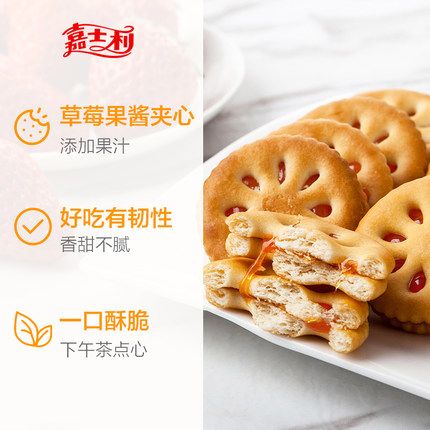 嘉士利
草莓果酱夹心
添加果汁
好吃有韧性
香甜不腻
一口酥脆
下午茶点心